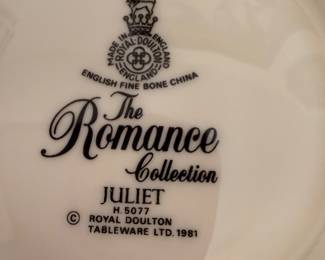 MADE IN ENGLAND
ROYAL DOULTON
ENGLAND
ENGLISH FINE BONE CHINA
The
Romance
Collection
JULIET
H. 5077
© ROYAL DOULTON
TABLEWARE LTD. 1981